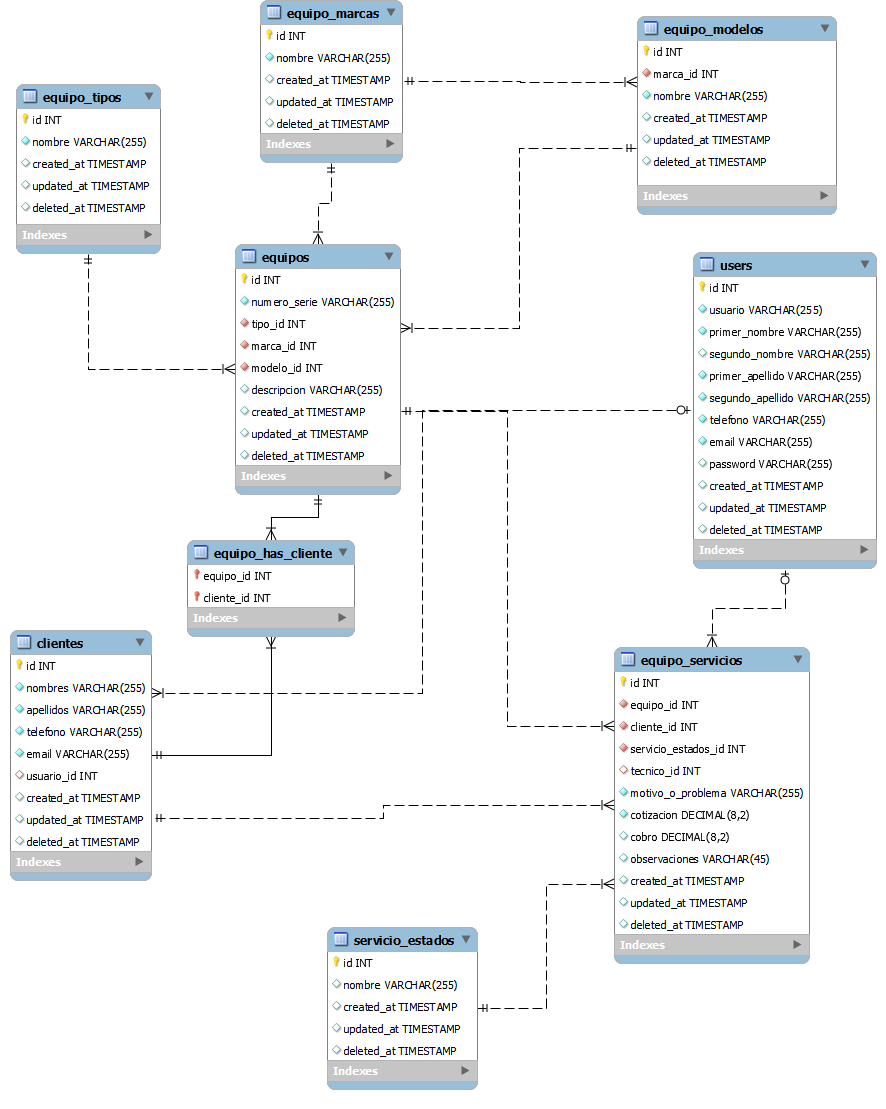 equipo_marcas
id INT
nombre VARCHAR(255)
created_at TIMESTAMP
updated_at TIMESTAMP
deleted_at TIMESTAMP
Indexes
equipo_modelos
id INT
marca_id INT
nombre VARCHAR(255)
created_at TIMESTAMP
updated_at TIMESTAMP
deleted_at TIMESTAMP
Indexes
equipo_tipos
id INT
nombre VARCHAR(255)
created_at TIMESTAMP
updated_at TIMESTAMP
deleted_at TIMESTAMP
Indexes
equipos
id INT
numero_serie VARCHAR(255)
tipo_id INT
marca_id INT
modelo_id INT
descripcion VARCHAR(255)
created_at TIMESTAMP
updated_at TIMESTAMP
deleted_at TIMESTAMP
Indexes
users
id INT
usuario VARCHAR(255)
primer_nombre VARCHAR(255)
segundo_nombre VARCHAR(255)
primer_apellido VARCHAR(255)
segundo_apellido VARCHAR(255)
telefono VARCHAR(255)
email VARCHAR(255)
password VARCHAR(255)
created_at TIMESTAMP
updated_at TIMESTAMP
deleted_at TIMESTAMP
Indexes
equipo_has_cliente
equipo_id INT
cliente_id INT
Indexes
clientes
id INT
nombres VARCHAR(255)
apellidos VARCHAR(255)
telefono VARCHAR(255)
email VARCHAR(255)
usuario_id INT
created_at TIMESTAMP
updated_at TIMESTAMP
deleted_at TIMESTAMP
Indexes
equipo_servicios
id INT
equipo_id INT
cliente_id INT
servicio_estados_id INT
tecnico_id INT
motivo_o_problema VARCHAR(255)
cotizacion DECIMAL(8,2)
cobro DECIMAL(8,2)
observaciones VARCHAR(45)
created_at TIMESTAMP
updated_at TIMESTAMP
deleted_at TIMESTAMP
Indexes
servicio_estados
id INT
nombre VARCHAR(255)
created_at TIMESTAMP
updated_at TIMESTAMP
deleted_at TIMESTAMP
Indexes